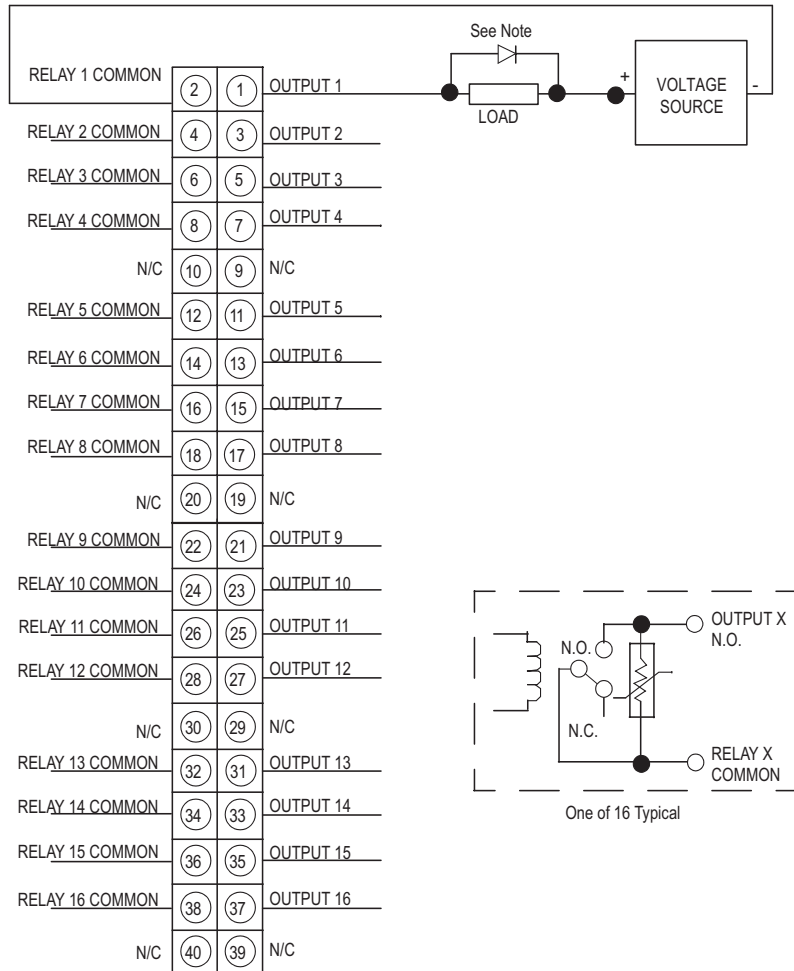 See Note
+ VOLTAGE SOURCE -
LOAD
RELAY 1 COMMON 2 1 OUTPUT 1
RELAY 2 COMMON 4 3 OUTPUT 2
RELAY 3 COMMON 6 5 OUTPUT 3
RELAY 4 COMMON 8 7 OUTPUT 4
N/C 10 9 N/C
RELAY 5 COMMON 12 11 OUTPUT 5
RELAY 6 COMMON 14 13 OUTPUT 6
RELAY 7 COMMON 16 15 OUTPUT 7
RELAY 8 COMMON 18 17 OUTPUT 8
N/C 20 19 N/C
RELAY 9 COMMON 22 21 OUTPUT 9
RELAY 10 COMMON 24 23 OUTPUT 10
RELAY 11 COMMON 26 25 OUTPUT 11
RELAY 12 COMMON 28 27 OUTPUT 12
N/C 30 29 N/C
RELAY 13 COMMON 32 31 OUTPUT 13
RELAY 14 COMMON 34 33 OUTPUT 14
RELAY 15 COMMON 36 35 OUTPUT 15
RELAY 16 COMMON 38 37 OUTPUT 16
N/C 40 39 N/C
OUTPUT X
N.O.
N.O.
N.C.
RELAY X
COMMON
One of 16 Typical